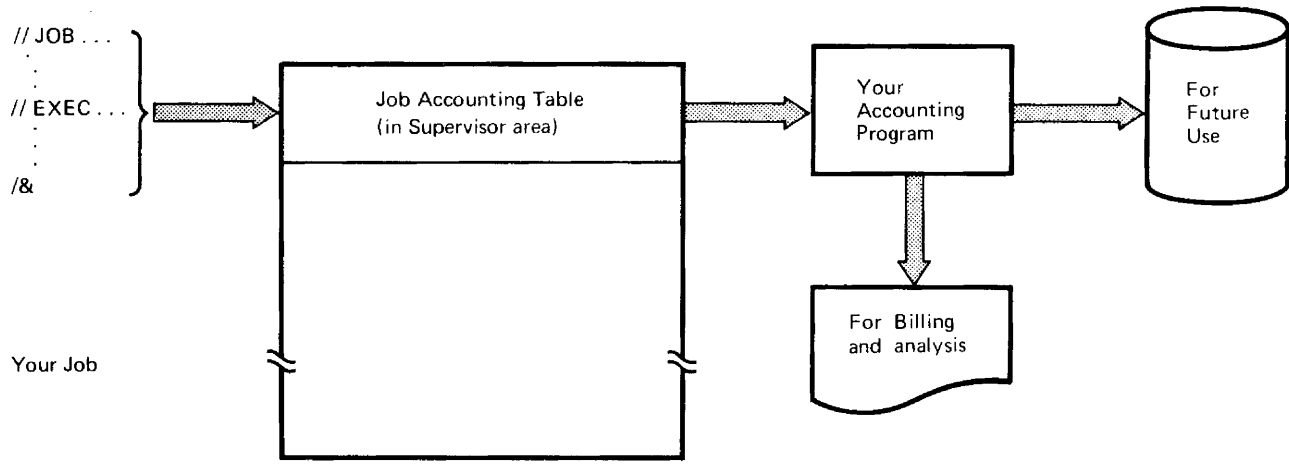 // JOB . . .
.
.
// EXEC . . .
.
.
/&
Your Job
Job Accounting Table
(in Supervisor area)
Your
Accounting
Program
For
Future
Use
For Billing
and analysis